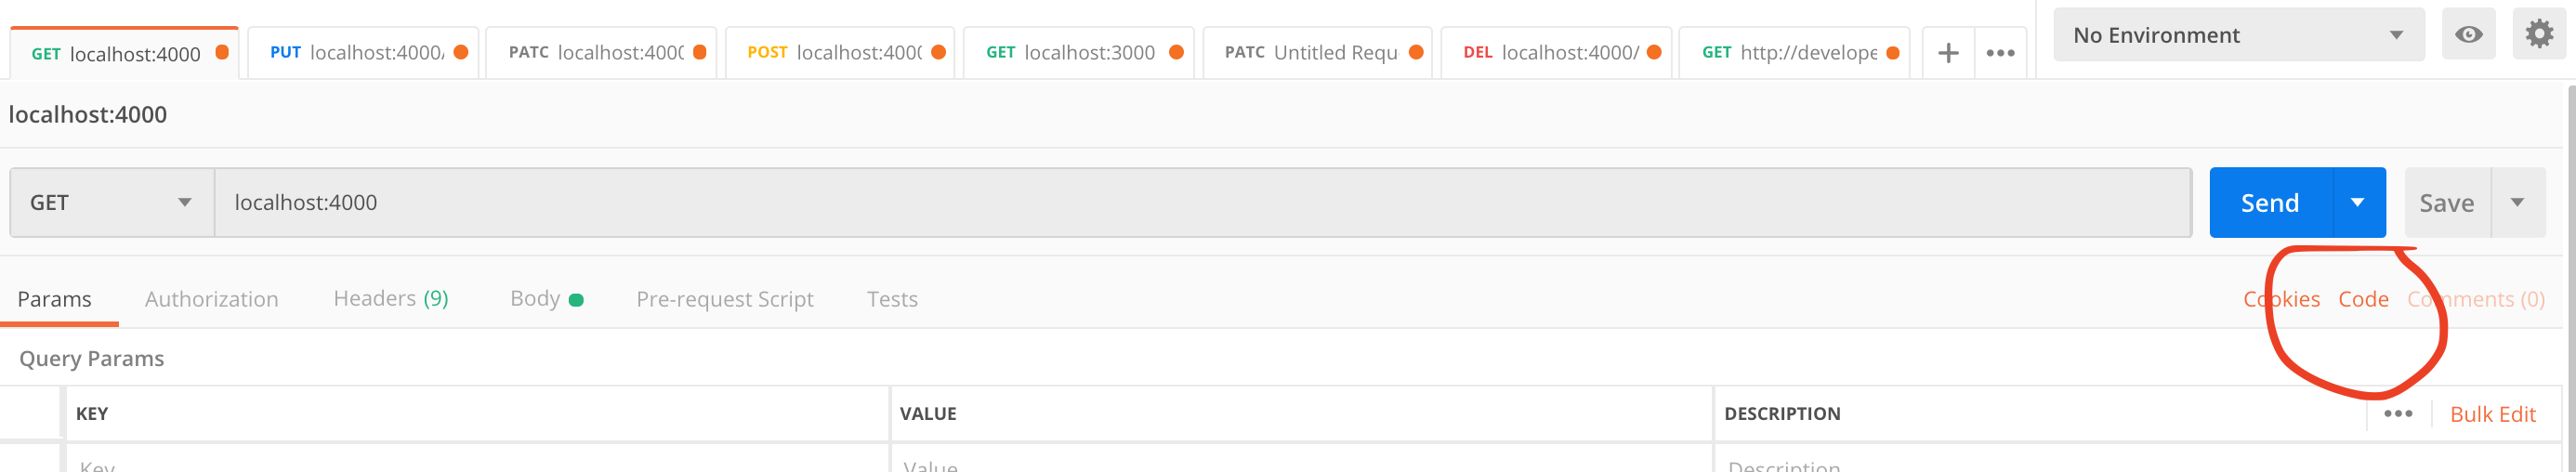 GET localhost:4000 PUT localhost:4000/ PATC localhost:400 POST localhost:400 GET localhost:3000 PATC Untitled Requ DEL localhost:4000/ GET http://develope + ••• No Environment
localhost:4000
GET localhost:4000 Send Save
Params Authorization Headers (9) Body Pre-request Script Tests Cookies Code Comments (0)
Query Params
KEY VALUE DESCRIPTION ••• Bulk Edit
Key Value Description